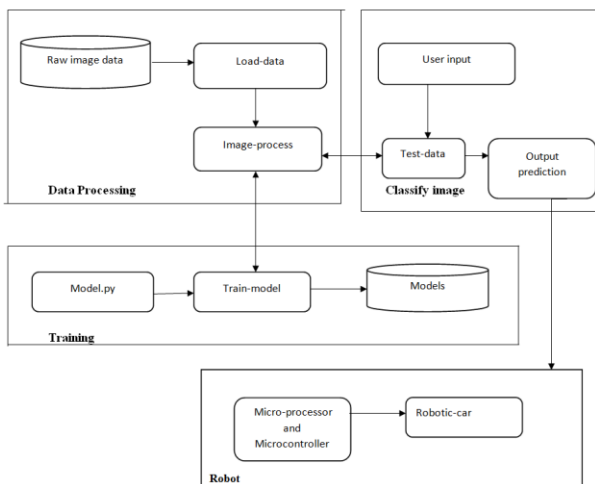 Raw image data
Load-data
Image-process
Data Processing
User input
Test-data
Output
prediction
Classify image
Model.py
Train-model
Models
Training
Micro-processor
and
Microcontroller
Robotic-car
Robot